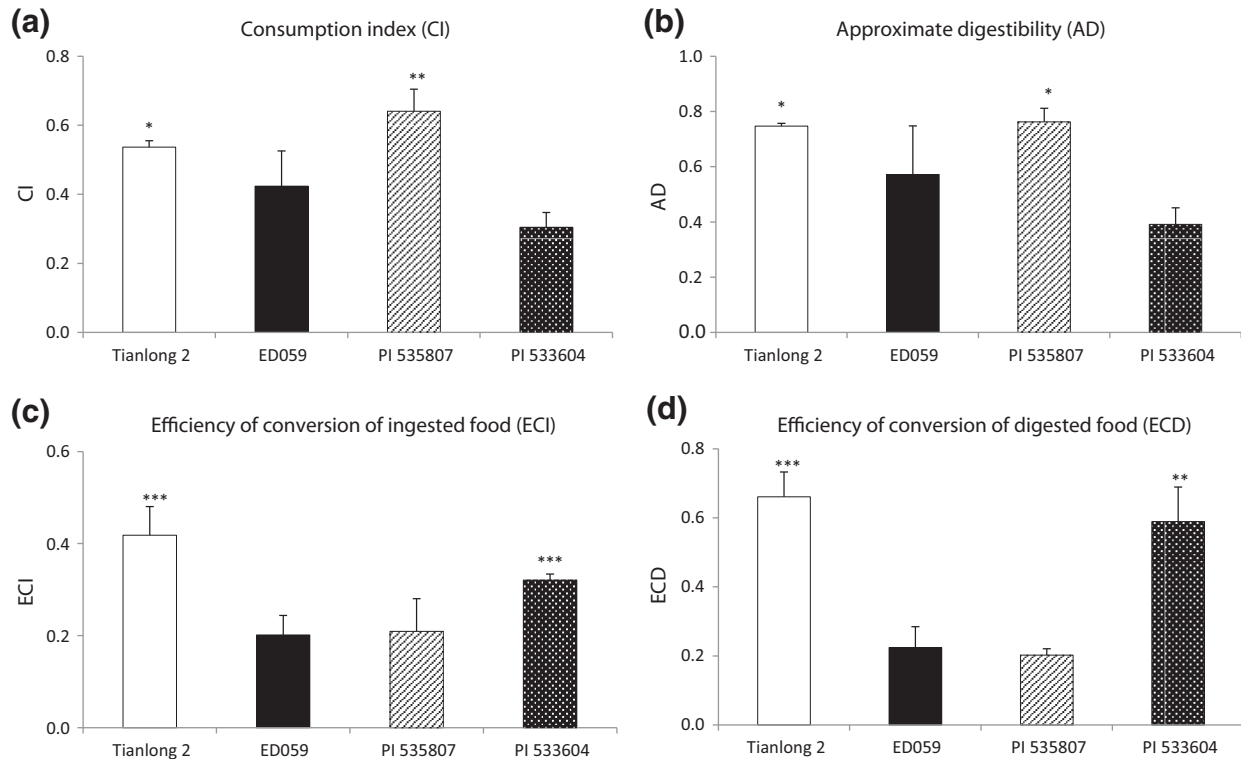 (a)
Consumption index (CI)
0.8
**
0.6
*
CI
0.4
0.2
0.0
Tianlong 2 ED059 PI 535807 PI 533604
(b)
Approximate digestibility (AD)
1.0
* *
0.8
0.6
AD
0.4
0.2
0.0
Tianlong 2 ED059 PI 535807 PI 533604
(c)
Efficiency of conversion of ingested food (ECI)
0.6
***
0.4
***
ECI
0.2
0.0
Tianlong 2 ED059 PI 535807 PI 533604
(d)
Efficiency of conversion of digested food (ECD)
0.8
*** **
0.6
ECD
0.4
0.2
0.0
Tianlong 2 ED059 PI 535807 PI 533604